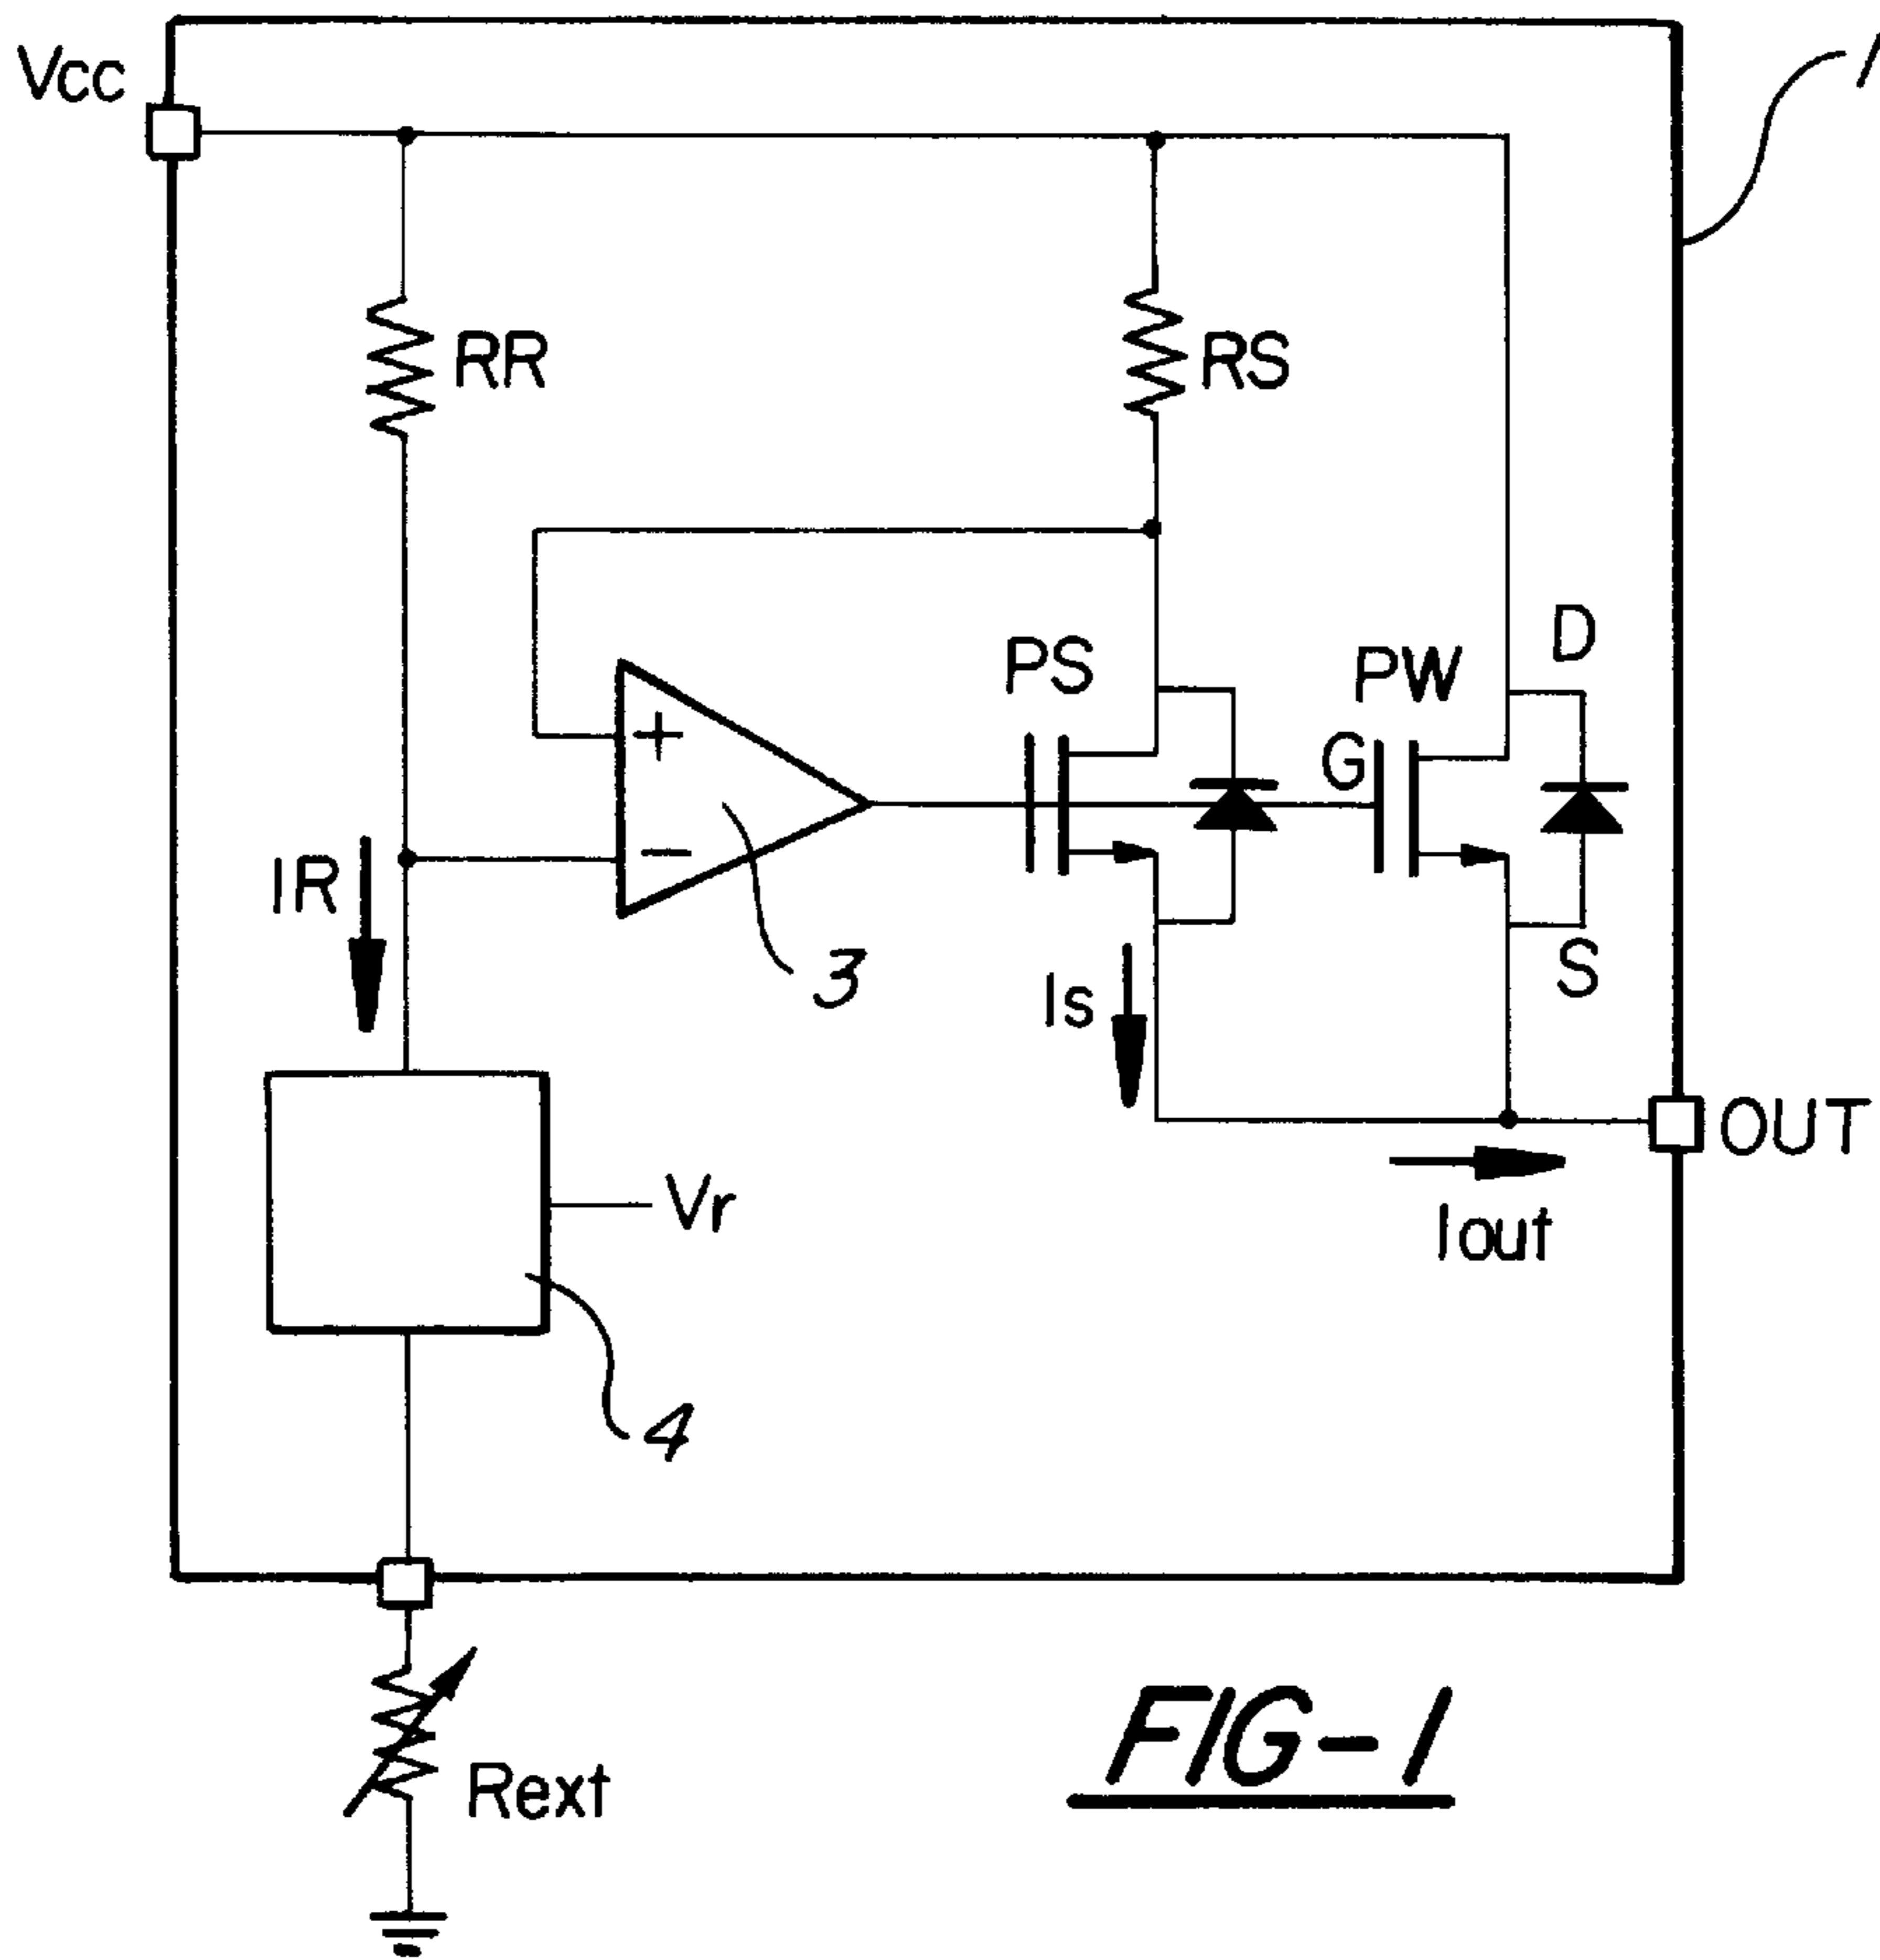 Vcc
1
RR
RS
PS
PW
D
G
+
−
IR
3
Is
S
OUT
Vr
Iout
4
Rext
FIG-1